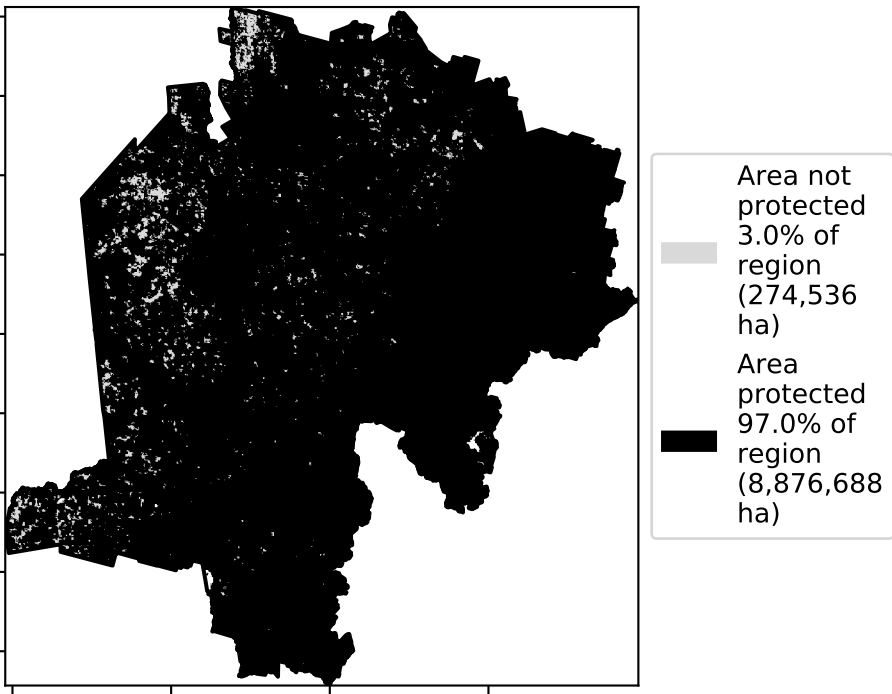 Area not
protected
3.0% of
region
(274,536
ha)
Area
protected
97.0% of
region
(8,876,688
ha)